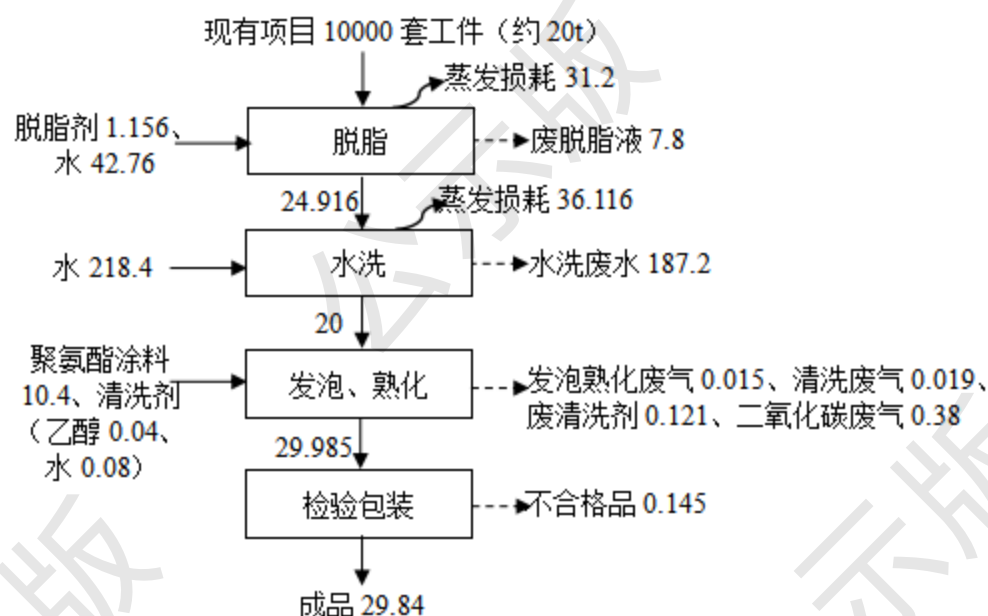 现有项目 10000 套工件（约 20t）
蒸发损耗 31.2
脱脂剂 1.156、
水 42.76
脱脂
废脱脂液 7.8
24.916
蒸发损耗 36.116
水 218.4
水洗
水洗废水 187.2
20
聚氨酯涂料
10.4、清洗剂
（乙醇 0.04、
水 0.08）
发泡、熟化
发泡熟化废气 0.015、清洗废气 0.019、
废清洗剂 0.121、二氧化碳废气 0.38
29.985
检验包装
不合格品 0.145
成品 29.84
公示版
示版
版